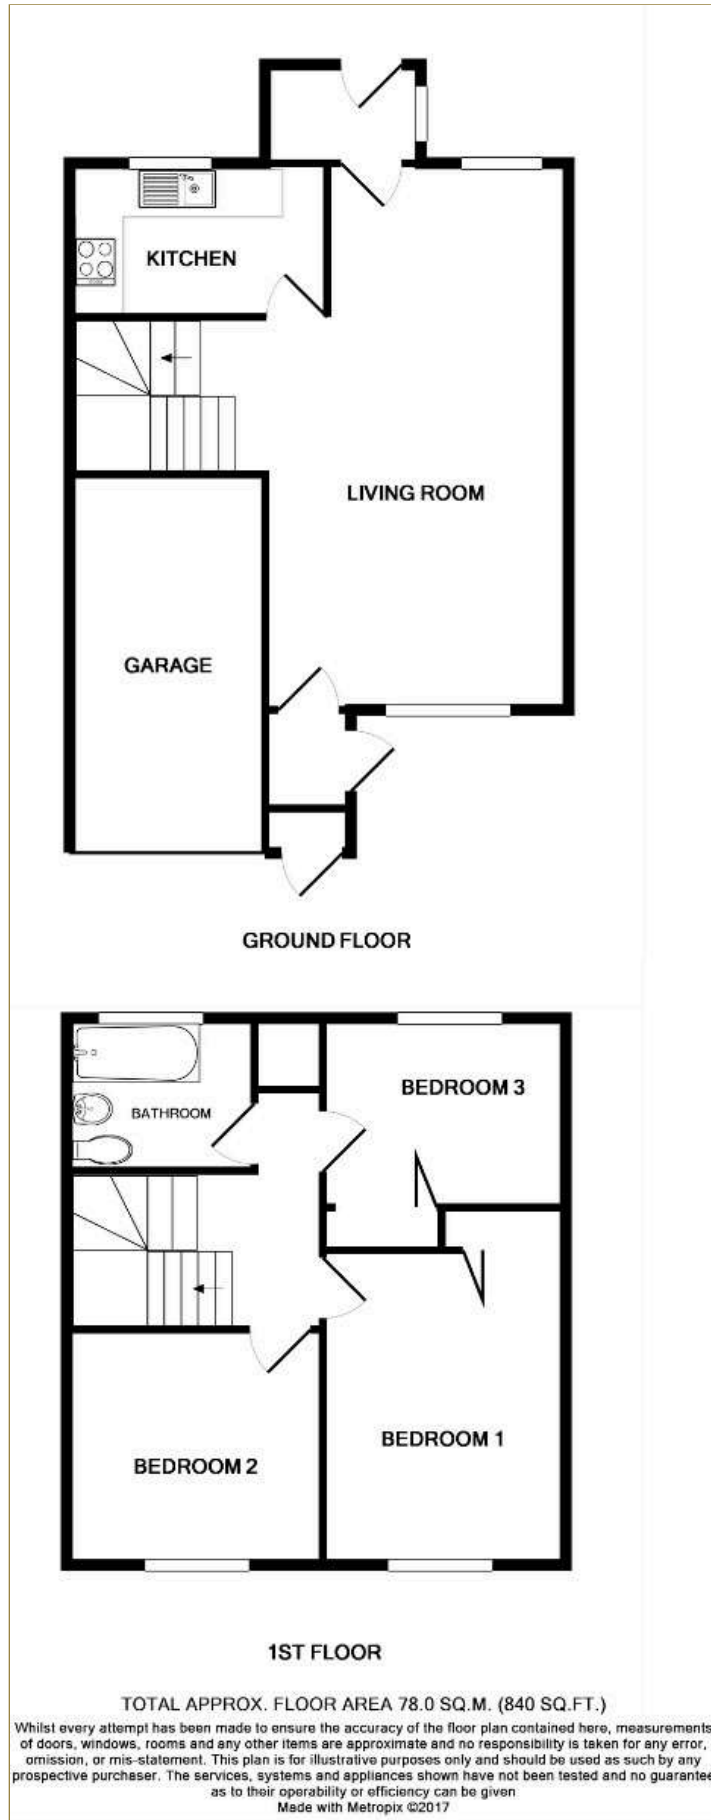 KITCHEN
LIVING ROOM
GARAGE
GROUND FLOOR
BEDROOM 3
BATHROOM
BEDROOM 1
BEDROOM 2
1ST FLOOR
TOTAL APPROX. FLOOR AREA 78.0 SQ.M. (840 SQ.FT.)
Whilst every attempt has been made to ensure the accuracy of the floor plan contained here, measurements
of doors, windows, rooms and any other items are approximate and no responsibility is taken for any error,
omission, or mis-statement. This plan is for illustrative purposes only and should be used as such by any
prospective purchaser. The services, systems and appliances shown have not been tested and no guarantee
as to their operability or efficiency can be given
Made with Metropix ©2017